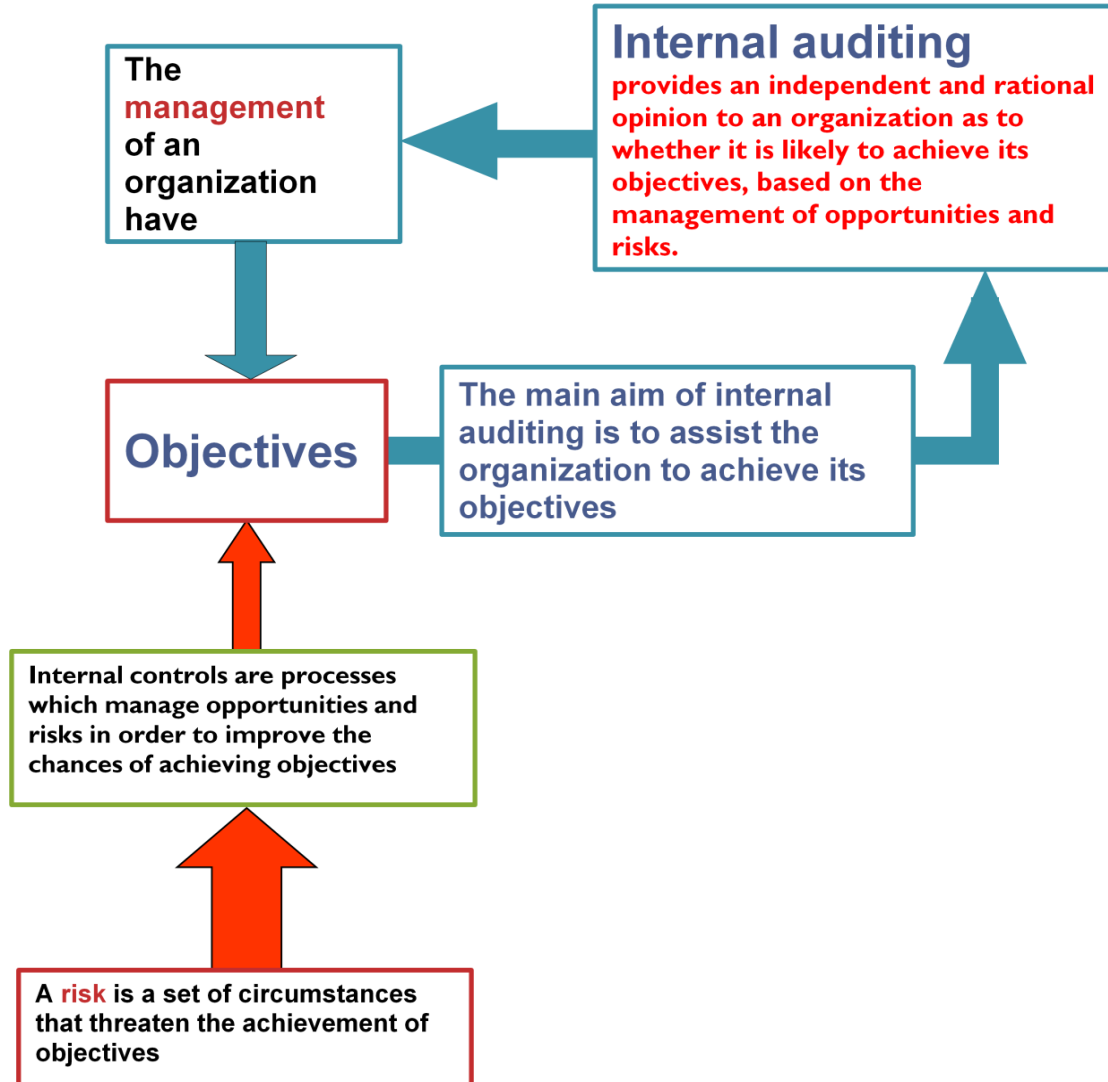 The
management
of an
organization
have
Internal auditing
provides an independent and rational
opinion to an organization as to
whether it is likely to achieve its
objectives, based on the
management of opportunities and
risks.
Objectives
The main aim of internal
auditing is to assist the
organization to achieve its
objectives
Internal controls are processes
which manage opportunities and
risks in order to improve the
chances of achieving objectives
A risk is a set of circumstances
that threaten the achievement of
objectives